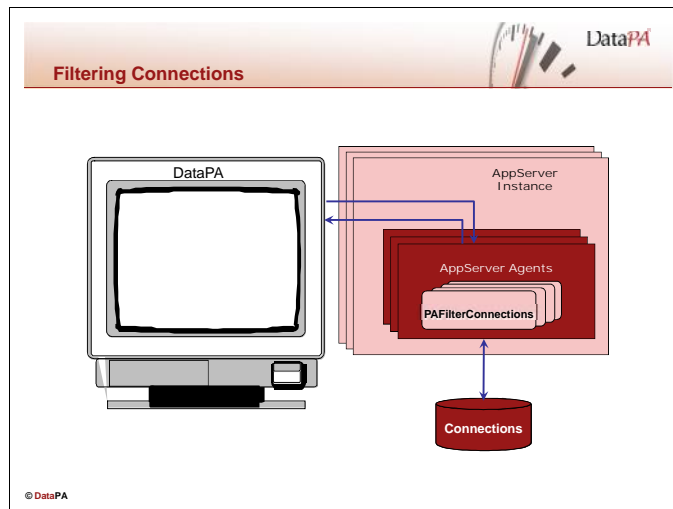 DataPA
Filtering Connections
DataPA
AppServer
Instance
AppServer Agents
PAFilterConnections
Connections
© DataPA